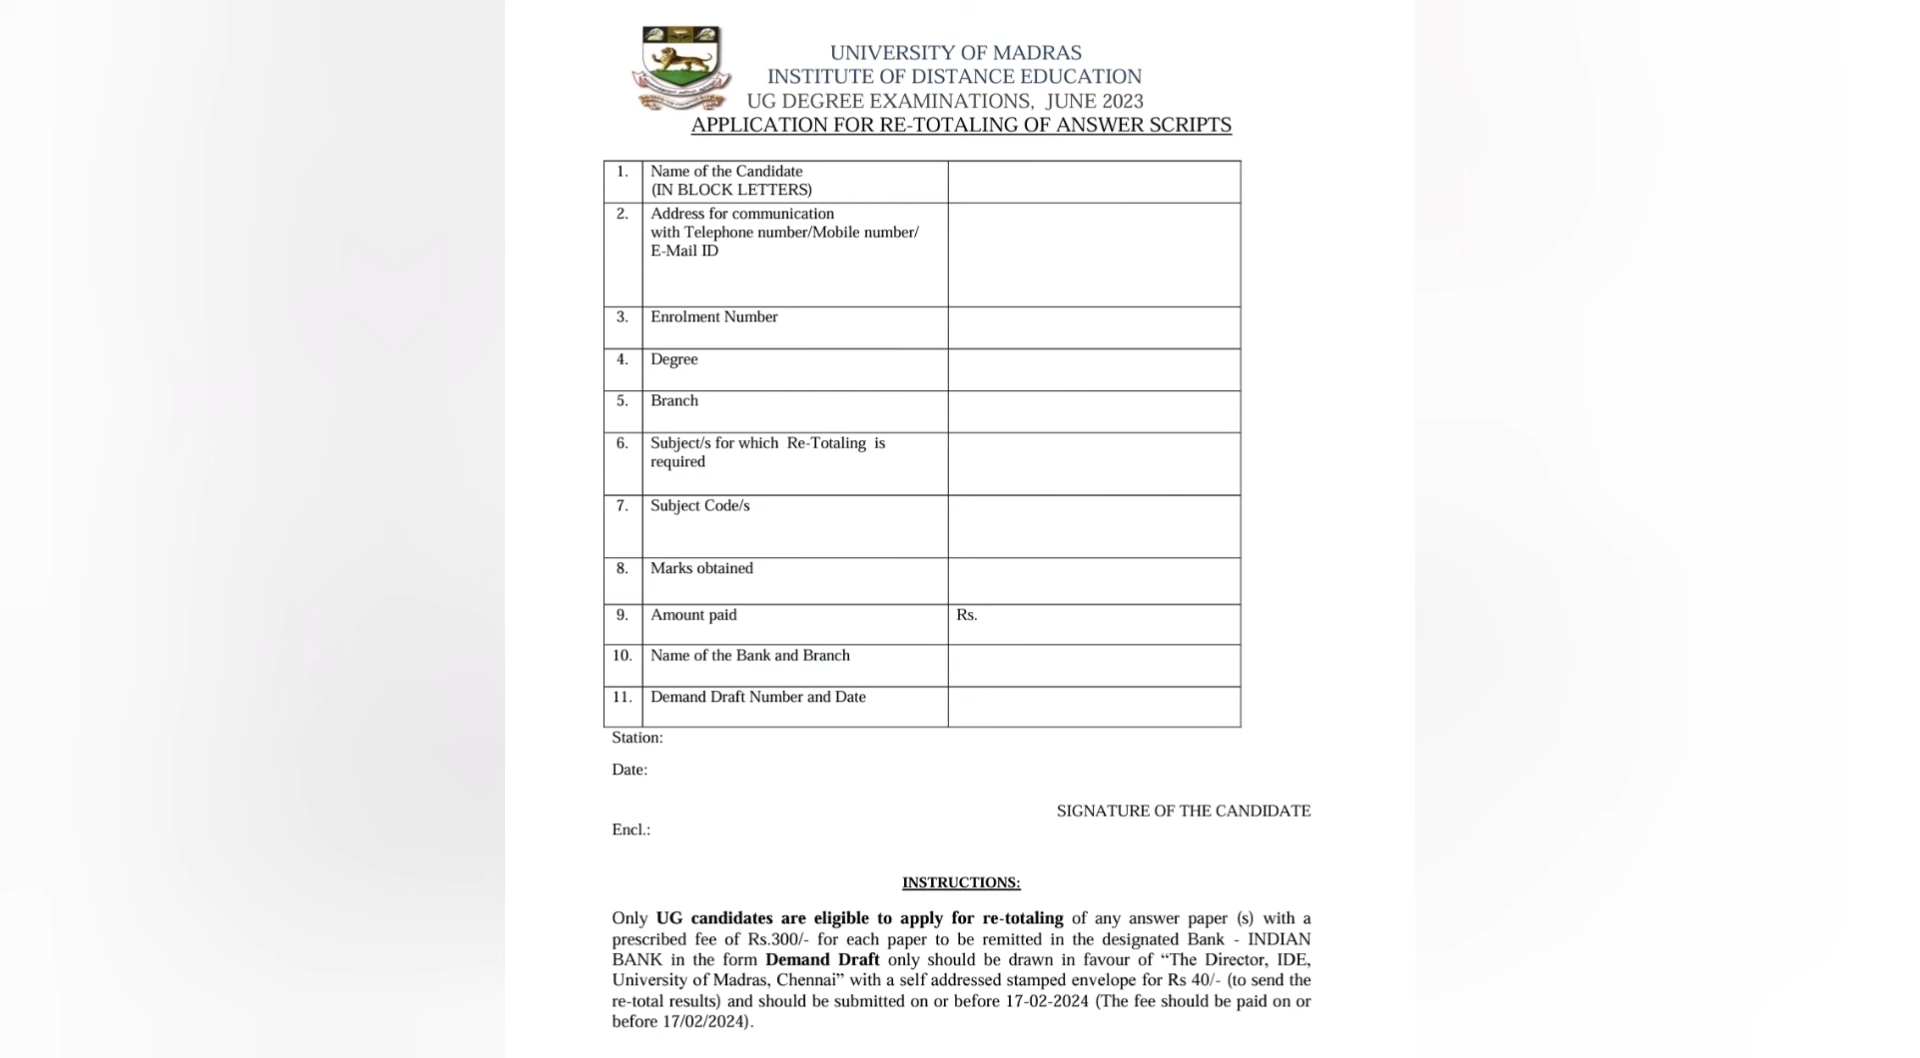 UNIVERSITY OF MADRAS
INSTITUTE OF DISTANCE EDUCATION
UG DEGREE EXAMINATIONS, JUNE 2023
APPLICATION FOR RE-TOTALING OF ANSWER SCRIPTS
1. Name of the Candidate
(IN BLOCK LETTERS)
2. Address for communication
with Telephone number/Mobile number/
E-Mail ID
3. Enrolment Number
4. Degree
5. Branch
6. Subject/s for which Re-Totaling is
required
7. Subject Code/s
8. Marks obtained
9. Amount paid Rs.
10. Name of the Bank and Branch
11. Demand Draft Number and Date
Station:
Date:
SIGNATURE OF THE CANDIDATE
Encl.:
INSTRUCTIONS:
Only UG candidates are eligible to apply for re-totaling of any answer paper (s) with a
prescribed fee of Rs.300/- for each paper to be remitted in the designated Bank - INDIAN
BANK in the form Demand Draft only should be drawn in favour of “The Director, IDE,
University of Madras, Chennai” with a self addressed stamped envelope for Rs 40/- (to send the
re-total results) and should be submitted on or before 17-02-2024 (The fee should be paid on or
before 17/02/2024).